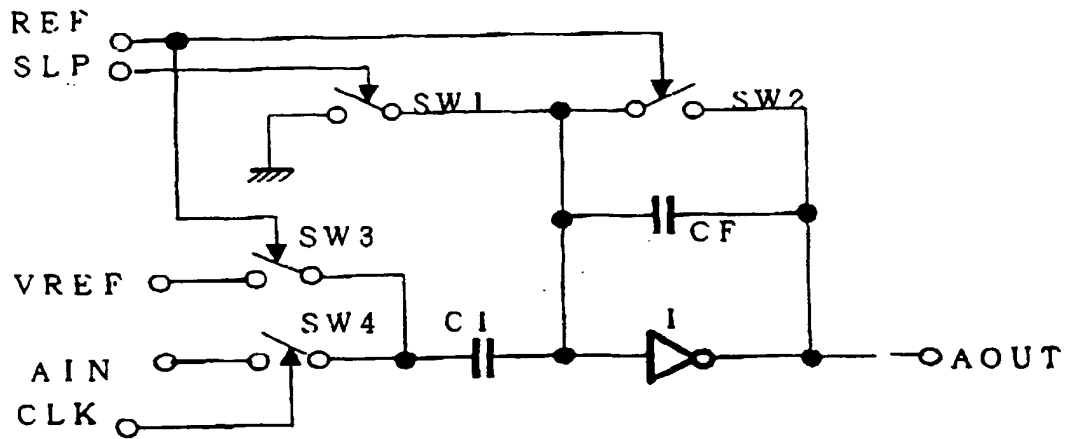 REF
SLP
SW1
SW2
CF
SW3
VREF
SW4
CI
I
AIN
AOUT
CLK